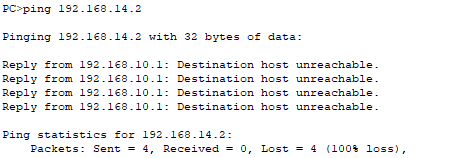 PC>ping 192.168.14.2
Pinging 192.168.14.2 with 32 bytes of data:
Reply from 192.168.10.1: Destination host unreachable.
Reply from 192.168.10.1: Destination host unreachable.
Reply from 192.168.10.1: Destination host unreachable.
Reply from 192.168.10.1: Destination host unreachable.
Ping statistics for 192.168.14.2:
Packets: Sent = 4, Received = 0, Lost = 4 (100% loss),